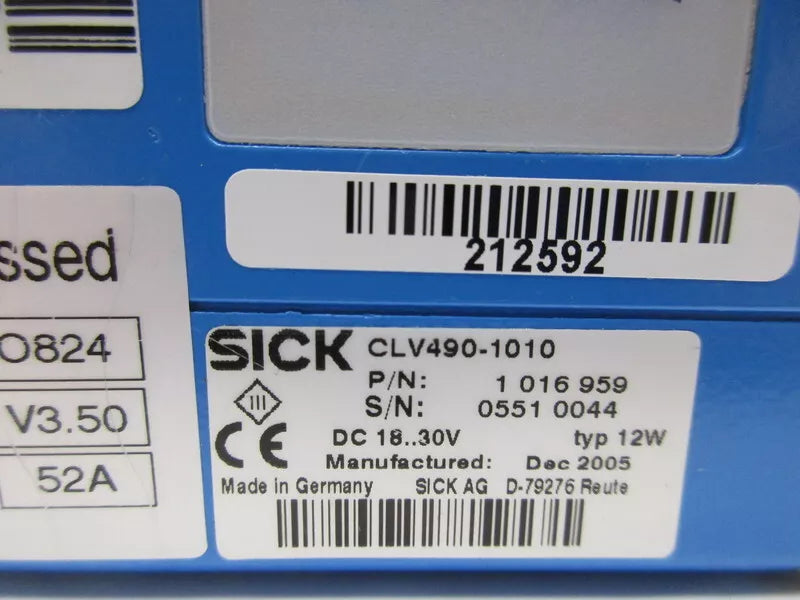 212592
ssed
O824
V3.50
52A
SICK CLV490-1010
P/N: 1 016 959
S/N: 0551 0044
III
CE
DC 18..30V typ 12W
Manufactured: Dec 2005
Made in Germany SICK AG D-79276 Reute